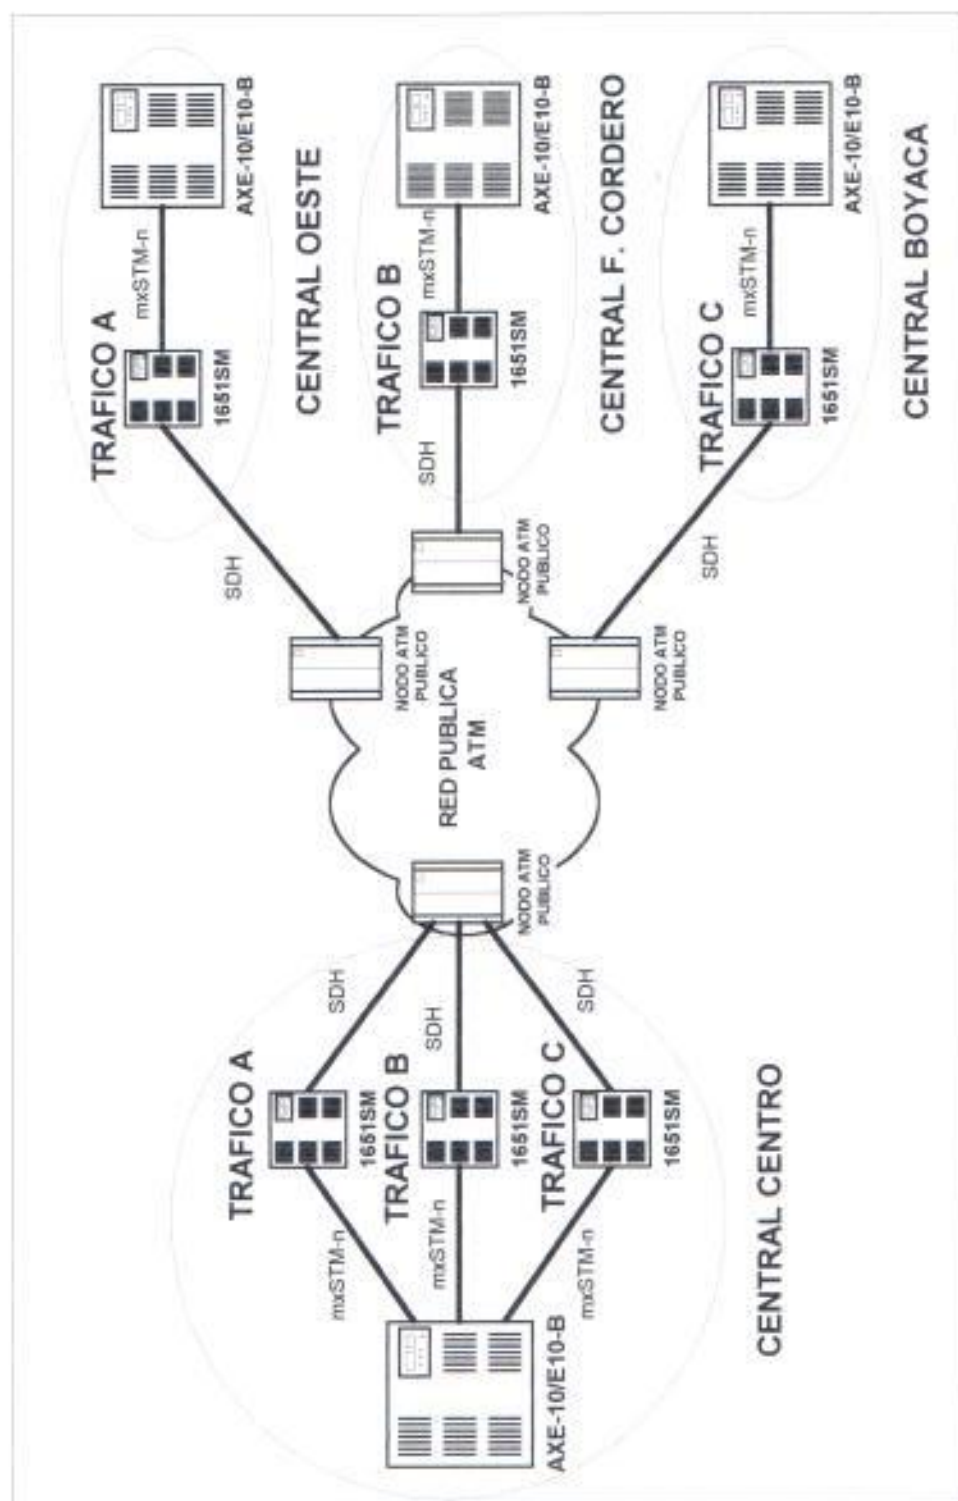 TRAFICO A
mxSTM-n
AXE-10/E10-B
1651SM
SDH
CENTRAL OESTE
TRAFICO B
mxSTM-n
AXE-10/E10-B
1651SM
SDH
CENTRAL F. CORDERO
TRAFICO C
mxSTM-n
AXE-10/E10-B
1651SM
SDH
CENTRAL BOYACA
NODO ATM
PUBLICO
NODO ATM
PUBLICO
NODO ATM
PUBLICO
RED PUBLICA
ATM
NODO ATM
PUBLICO
SDH
SDH
SDH
TRAFICO A
1651SM
TRAFICO B
1651SM
TRAFICO C
1651SM
mxSTM-n
mxSTM-n
mxSTM-n
AXE-10/E10-B
CENTRAL CENTRO